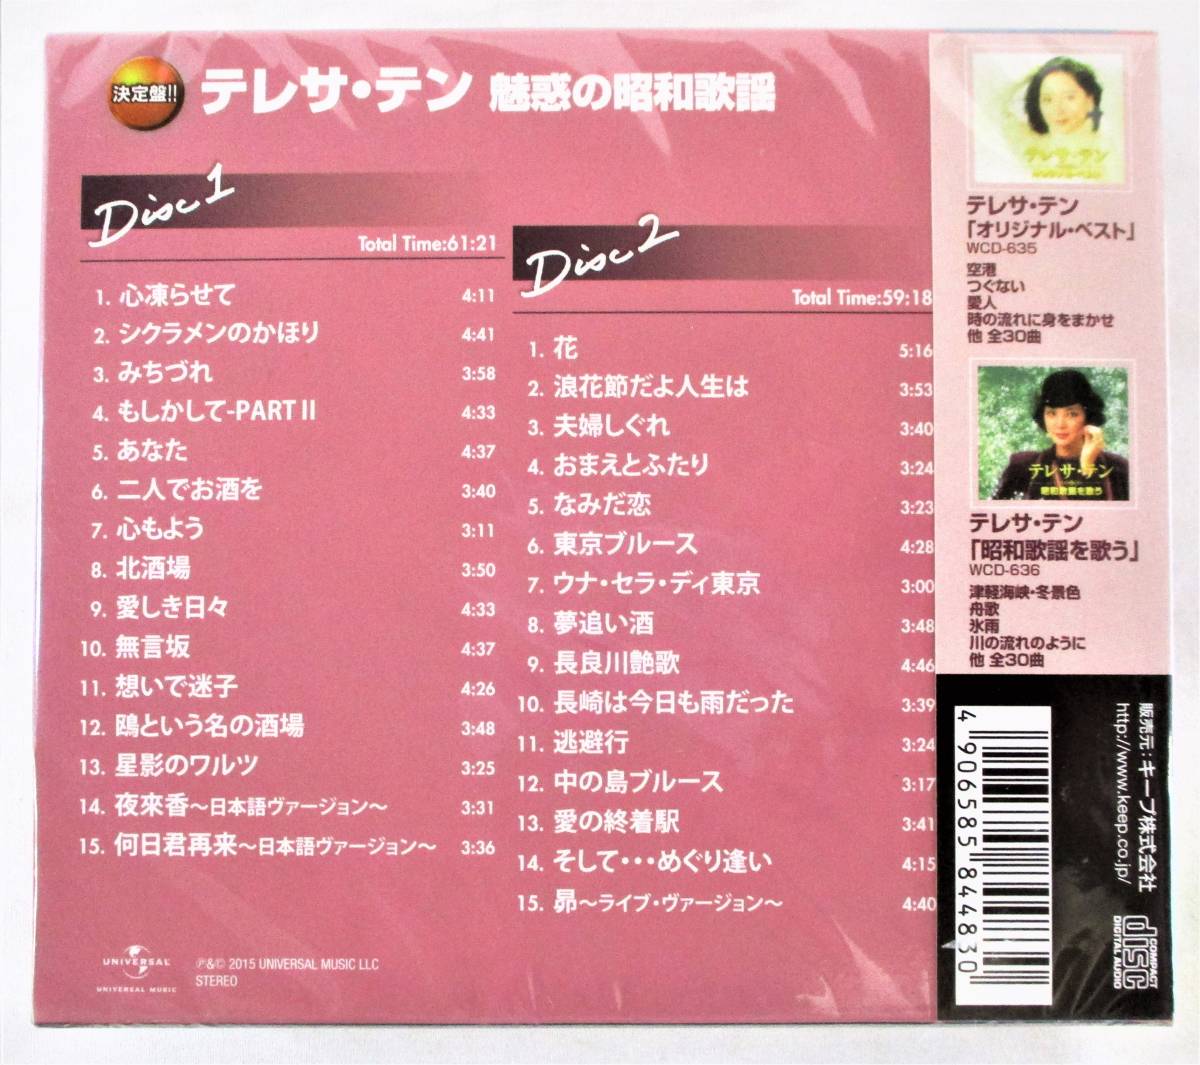 決定盤!!
テレサ・テン 魅惑の昭和歌謡
Disc 1
Total Time:61:21
1. 心凍らせて 4:11
2. シクラメンのかほり 4:41
3. みちづれ 3:58
4. もしかして-PARTⅡ 4:33
5. あなた 4:37
6. 二人でお酒を 3:40
7. 心もよう 3:11
8. 北酒場 3:50
9. 愛しき日々 4:33
10. 無言坂 4:37
11. 想いで迷子 4:26
12. 鴎という名の酒場 3:48
13. 星影のワルツ 3:25
14. 夜來香〜日本語ヴァージョン〜 3:31
15. 何日君再来〜日本語ヴァージョン〜 3:36
Disc 2
Total Time:59:18
1. 花 5:16
2. 浪花節だよ人生は 3:53
3. 夫婦しぐれ 3:40
4. おまえとふたり 3:24
5. なみだ恋 3:23
6. 東京ブルース 4:28
7. ウナ・セラ・ディ東京 3:00
8. 夢追い酒 3:48
9. 長良川艶歌 4:46
10. 長崎は今日も雨だった 3:39
11. 逃避行 3:24
12. 中の島ブルース 3:17
13. 愛の終着駅 3:41
14. そして・・・めぐり逢い 4:15
15. 昴〜ライブ・ヴァージョン〜 4:40
UNIVERSAL
UNIVERSAL MUSIC
℗&© 2015 UNIVERSAL MUSIC LLC
STEREO
テレサ・テン
テレサ・テン
「オリジナル・ベスト」
WCD-635
空港
つぐない
愛人
時の流れに身をまかせ
他 全30曲
テレサ・テン
昭和歌謡を歌う
テレサ・テン
「昭和歌謡を歌う」
WCD-636
津軽海峡・冬景色
舟歌
氷雨
川の流れのように
他 全30曲
販売元：キープ株式会社
http://www.keep.co.jp/
4 906585 844830
COMPACT
disc
DIGITAL AUDIO